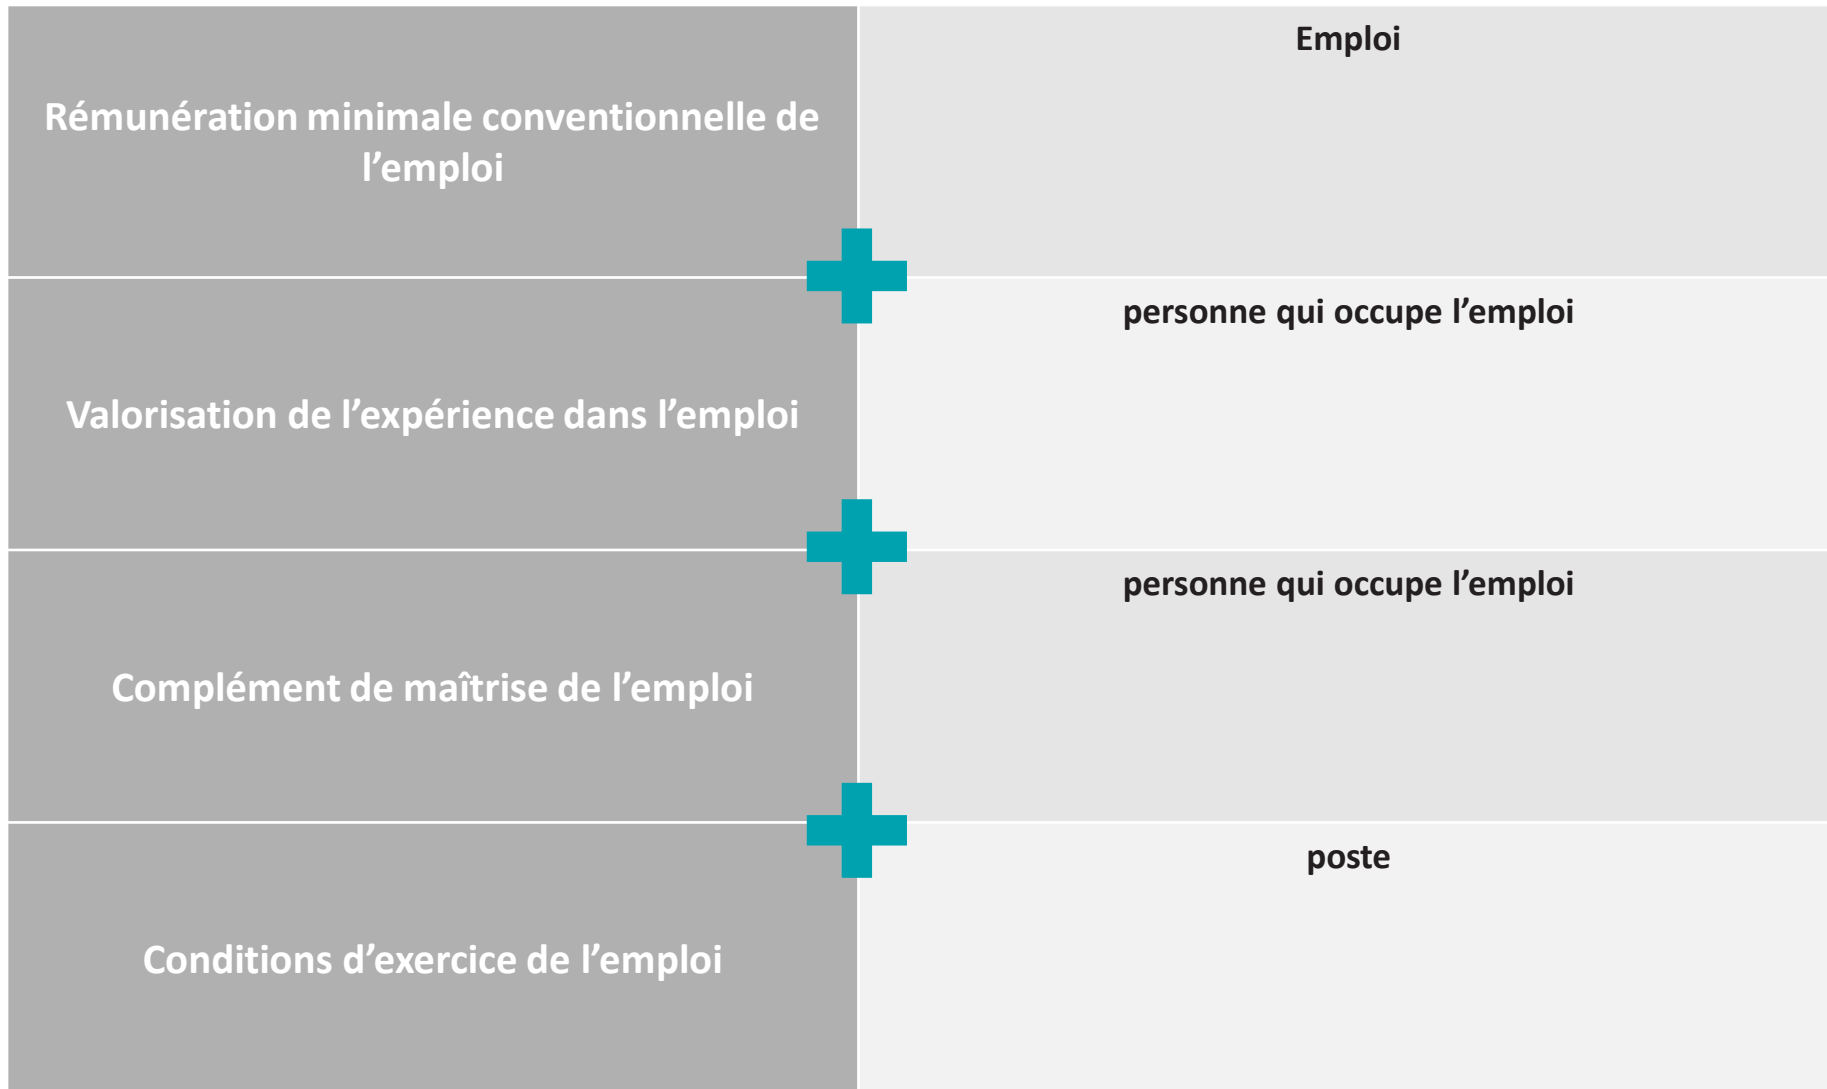 Emploi
Rémunération minimale conventionnelle de
l’emploi
personne qui occupe l’emploi
Valorisation de l’expérience dans l’emploi
personne qui occupe l’emploi
Complément de maîtrise de l’emploi
poste
Conditions d’exercice de l’emploi